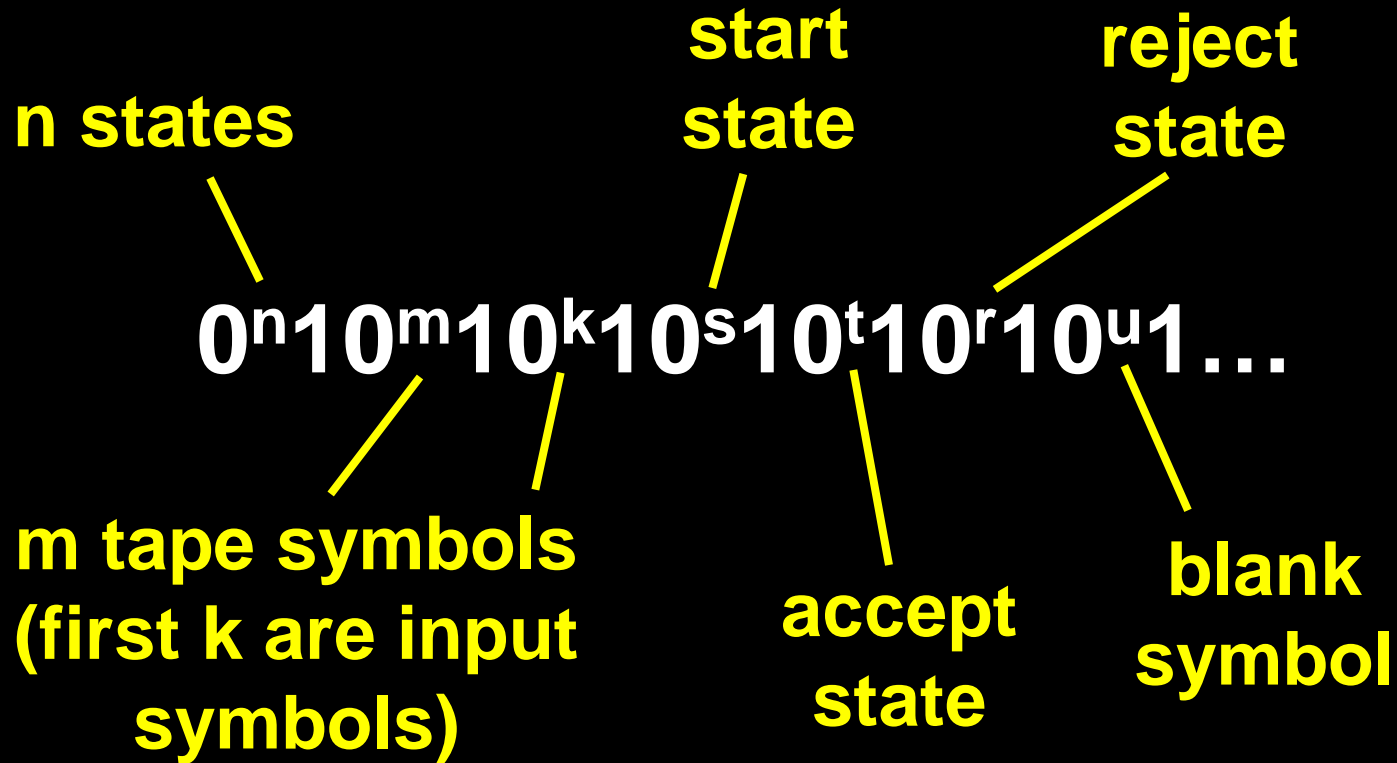 start
state
reject
state
n states
0ⁿ10ᵐ10ᵏ10ˢ10ᵗ10ʳ10ᵘ1…
m tape symbols
(first k are input
symbols)
accept
state
blank
symbol